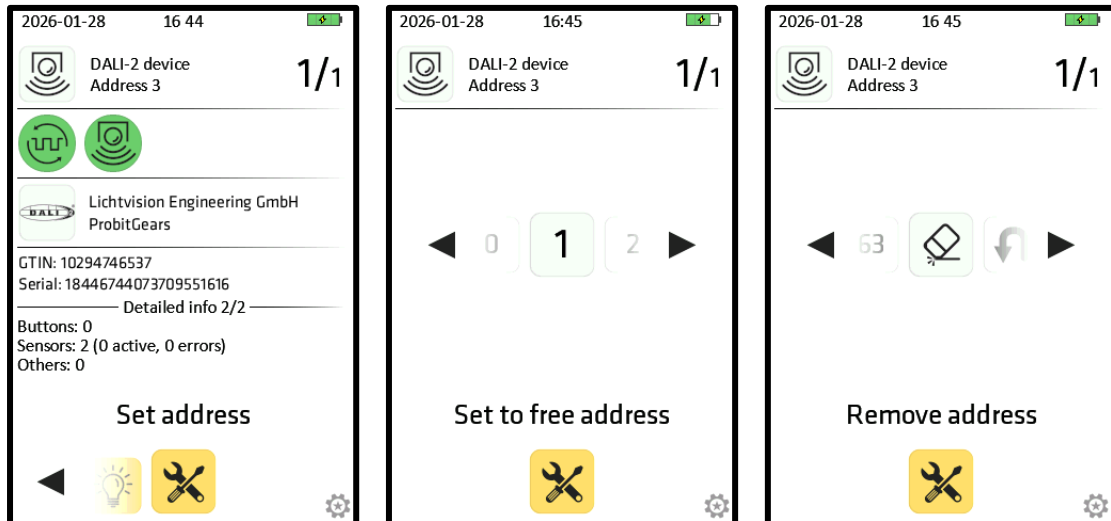 2026-01-28 16 44
DALI-2 device
Address 3
1/1
DALI
Lichtvision Engineering GmbH
ProbitGears
GTIN: 10294746537
Serial: 18446744073709551616
Detailed info 2/2
Buttons: 0
Sensors: 2 (0 active, 0 errors)
Others: 0
Set address
2026-01-28 16:45
DALI-2 device
Address 3
1/1
0 1 2
Set to free address
2026-01-28 16 45
DALI-2 device
Address 3
1/1
63
Remove address